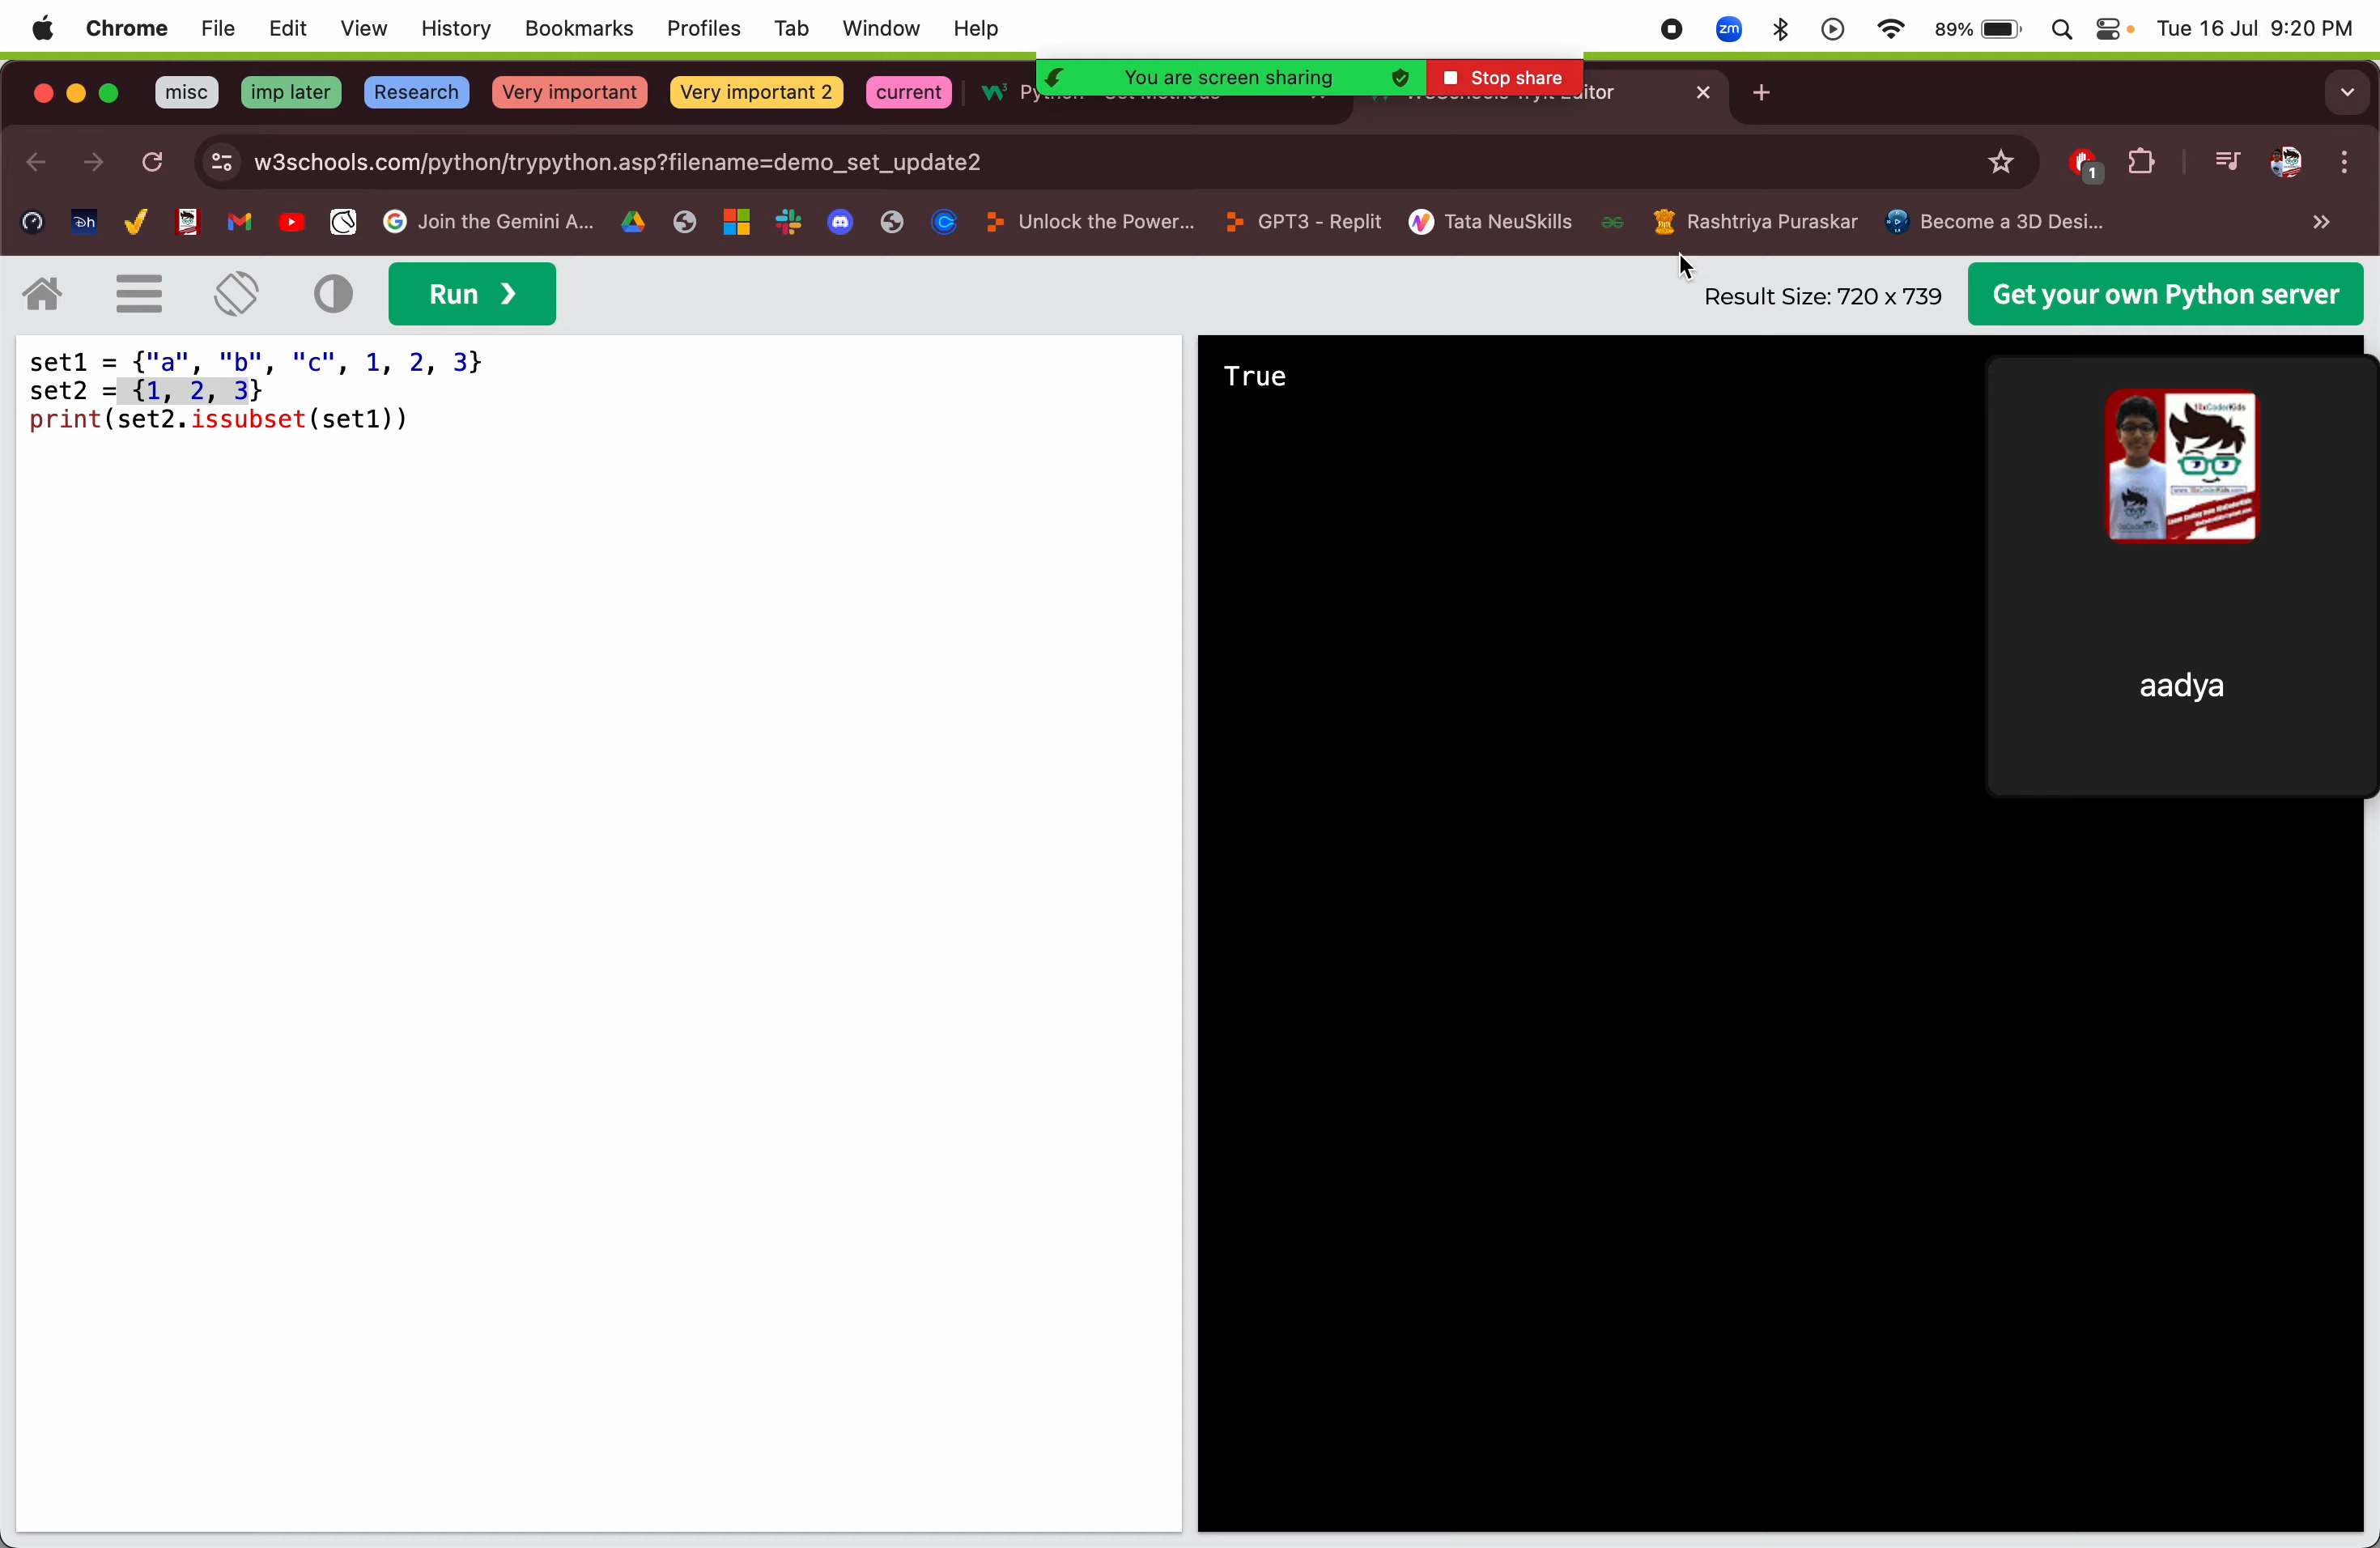 Chrome File Edit View History Bookmarks Profiles Tab Window Help zm 89% Tue 16 Jul 9:20 PM
You are screen sharing Stop share
misc imp later Research Very important Very important 2 current
w3schools.com/python/trypython.asp?filename=demo_set_update2 1
Join the Gemini A... Unlock the Power... GPT3 - Replit Tata NeuSkills Rashtriya Puraskar Become a 3D Desi...
Run ❯ Result Size: 720 x 739 Get your own Python server
set1 = {"a", "b", "c", 1, 2, 3}
set2 = {1, 2, 3}
print(set2.issubset(set1))
True
aadya